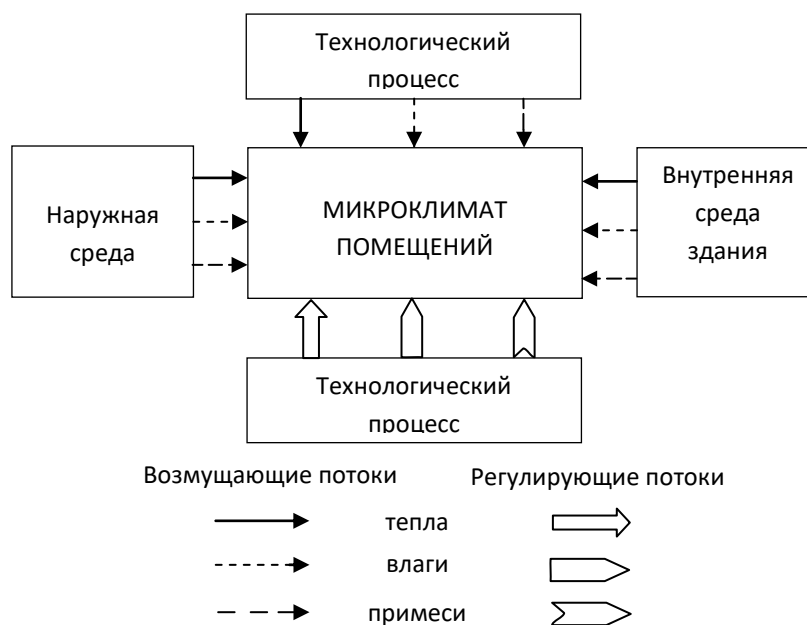 Технологический
процесс
Наружная
среда
МИКРОКЛИМАТ
ПОМЕЩЕНИЙ
Внутренняя
среда
здания
Технологический
процесс
Возмущающие потоки
Регулирующие потоки
тепла
влаги
примеси